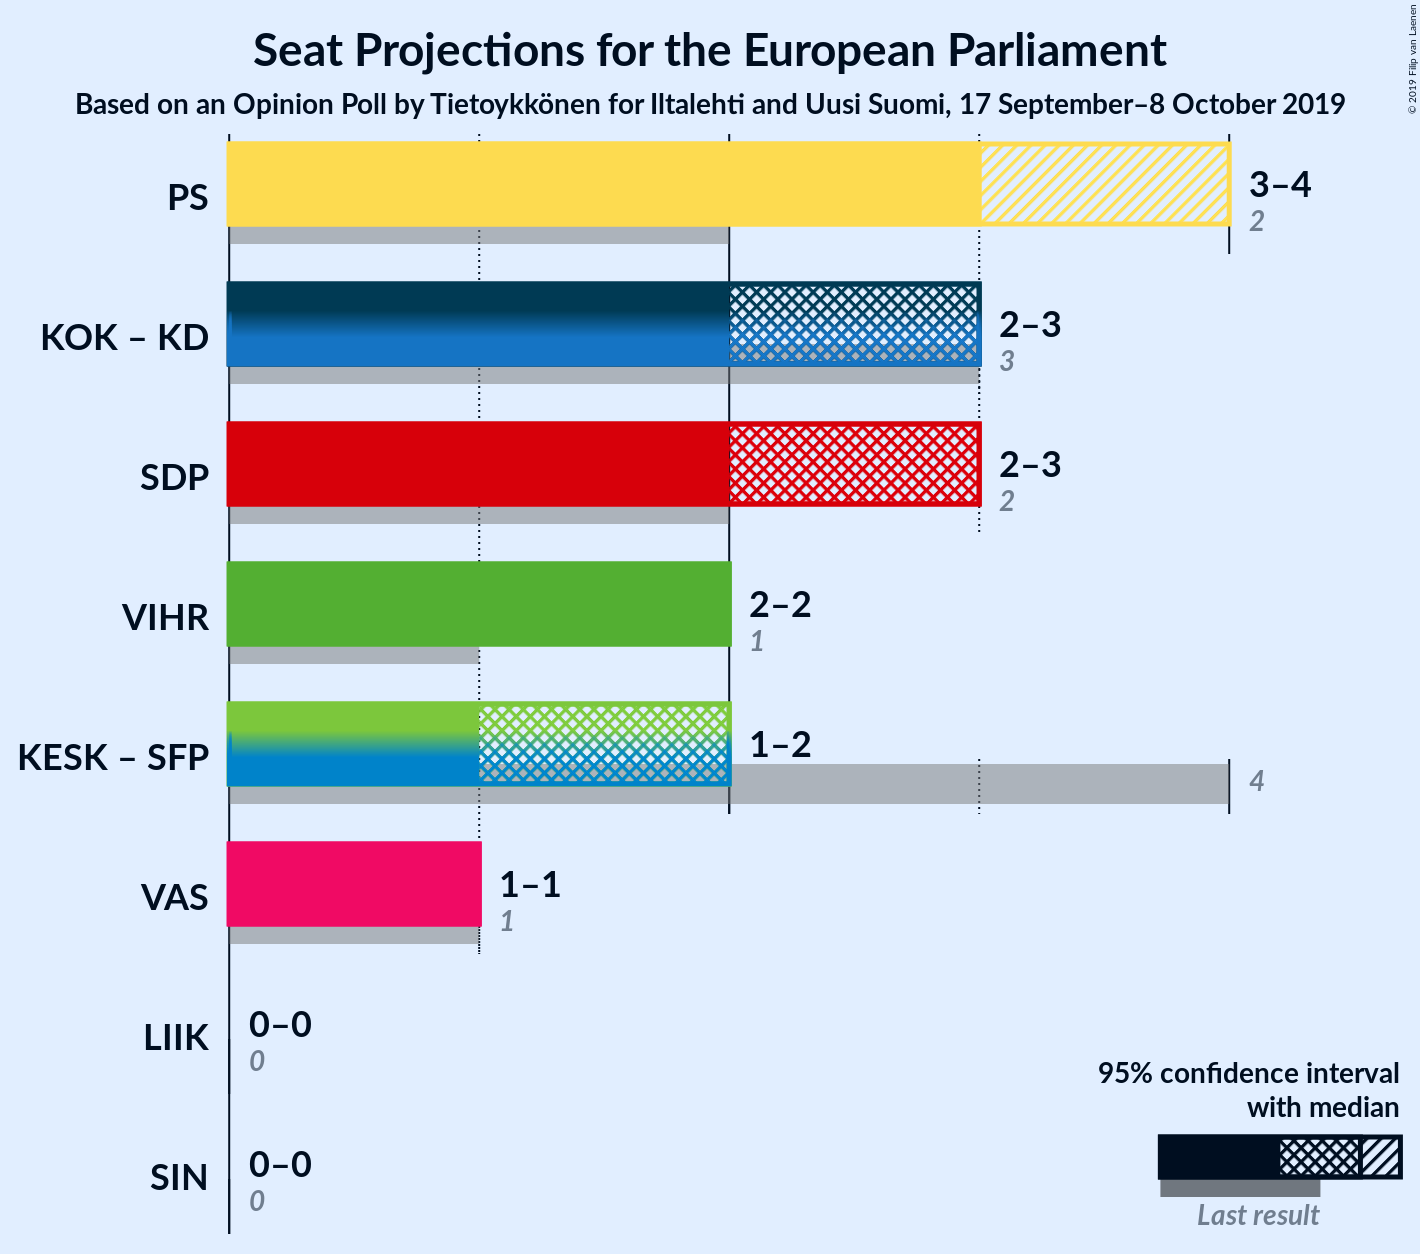 Seat Projections for the European Parliament
Based on an Opinion Poll by Tietoykkönen for Iltalehti and Uusi Suomi, 17 September–8 October 2019
© 2019 Filip van Laenen
PS
3–4
2
KOK – KD
2–3
3
SDP
2–3
2
VIHR
2–2
1
KESK – SFP
1–2
4
VAS
1–1
1
LIIK
0–0
0
SIN
0–0
0
95% confidence interval
with median
Last result